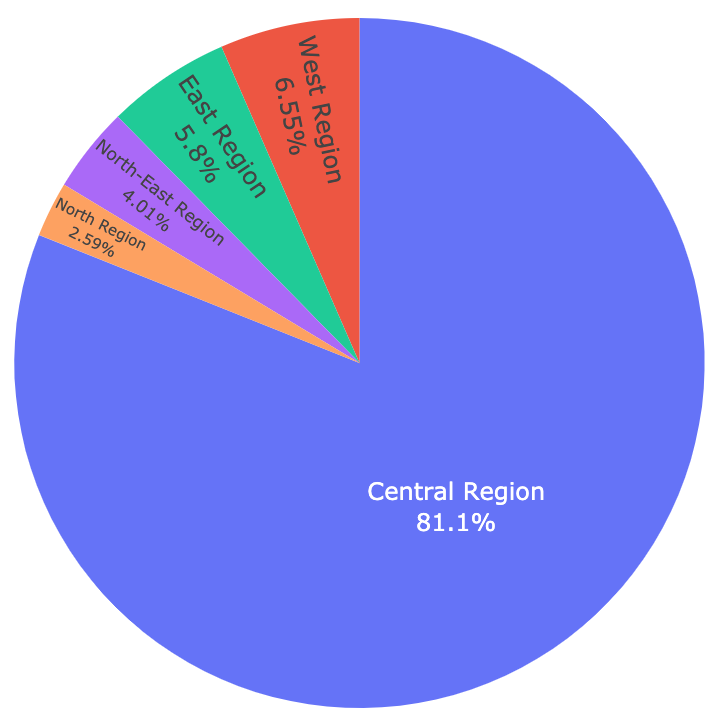 West Region
6.55%
East Region
5.8%
North-East Region
4.01%
North Region
2.59%
Central Region
81.1%